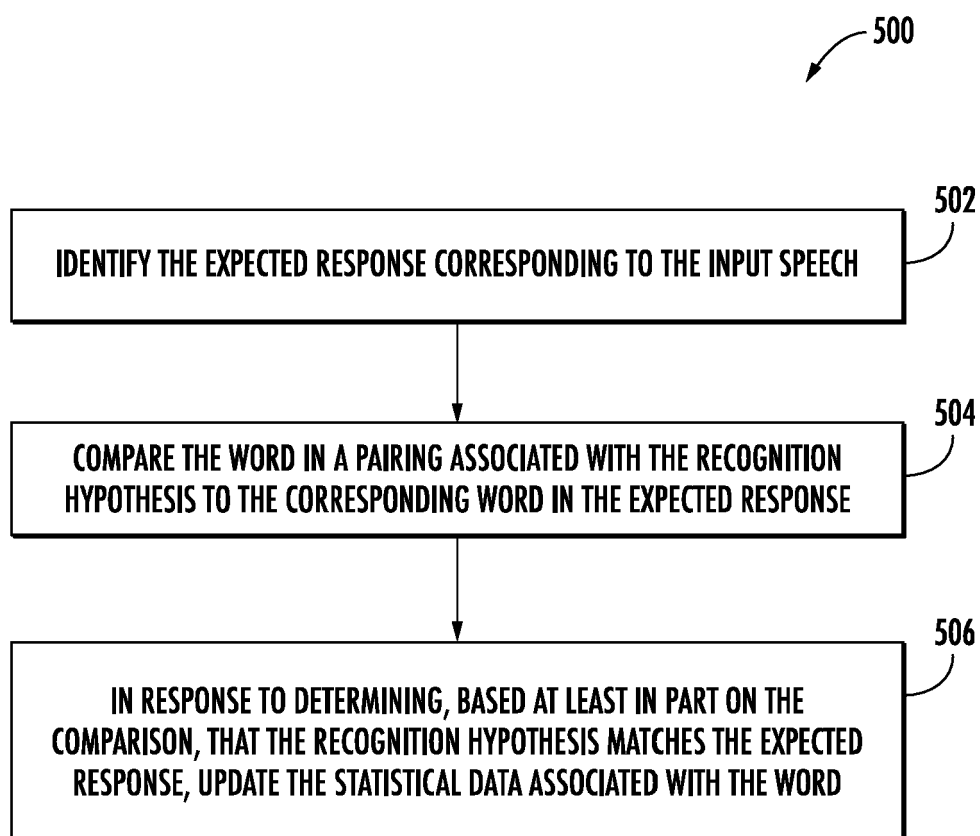 500
502
IDENTIFY THE EXPECTED RESPONSE CORRESPONDING TO THE INPUT SPEECH
504
COMPARE THE WORD IN A PAIRING ASSOCIATED WITH THE RECOGNITION
HYPOTHESIS TO THE CORRESPONDING WORD IN THE EXPECTED RESPONSE
506
IN RESPONSE TO DETERMINING, BASED AT LEAST IN PART ON THE
COMPARISON, THAT THE RECOGNITION HYPOTHESIS MATCHES THE EXPECTED
RESPONSE, UPDATE THE STATISTICAL DATA ASSOCIATED WITH THE WORD